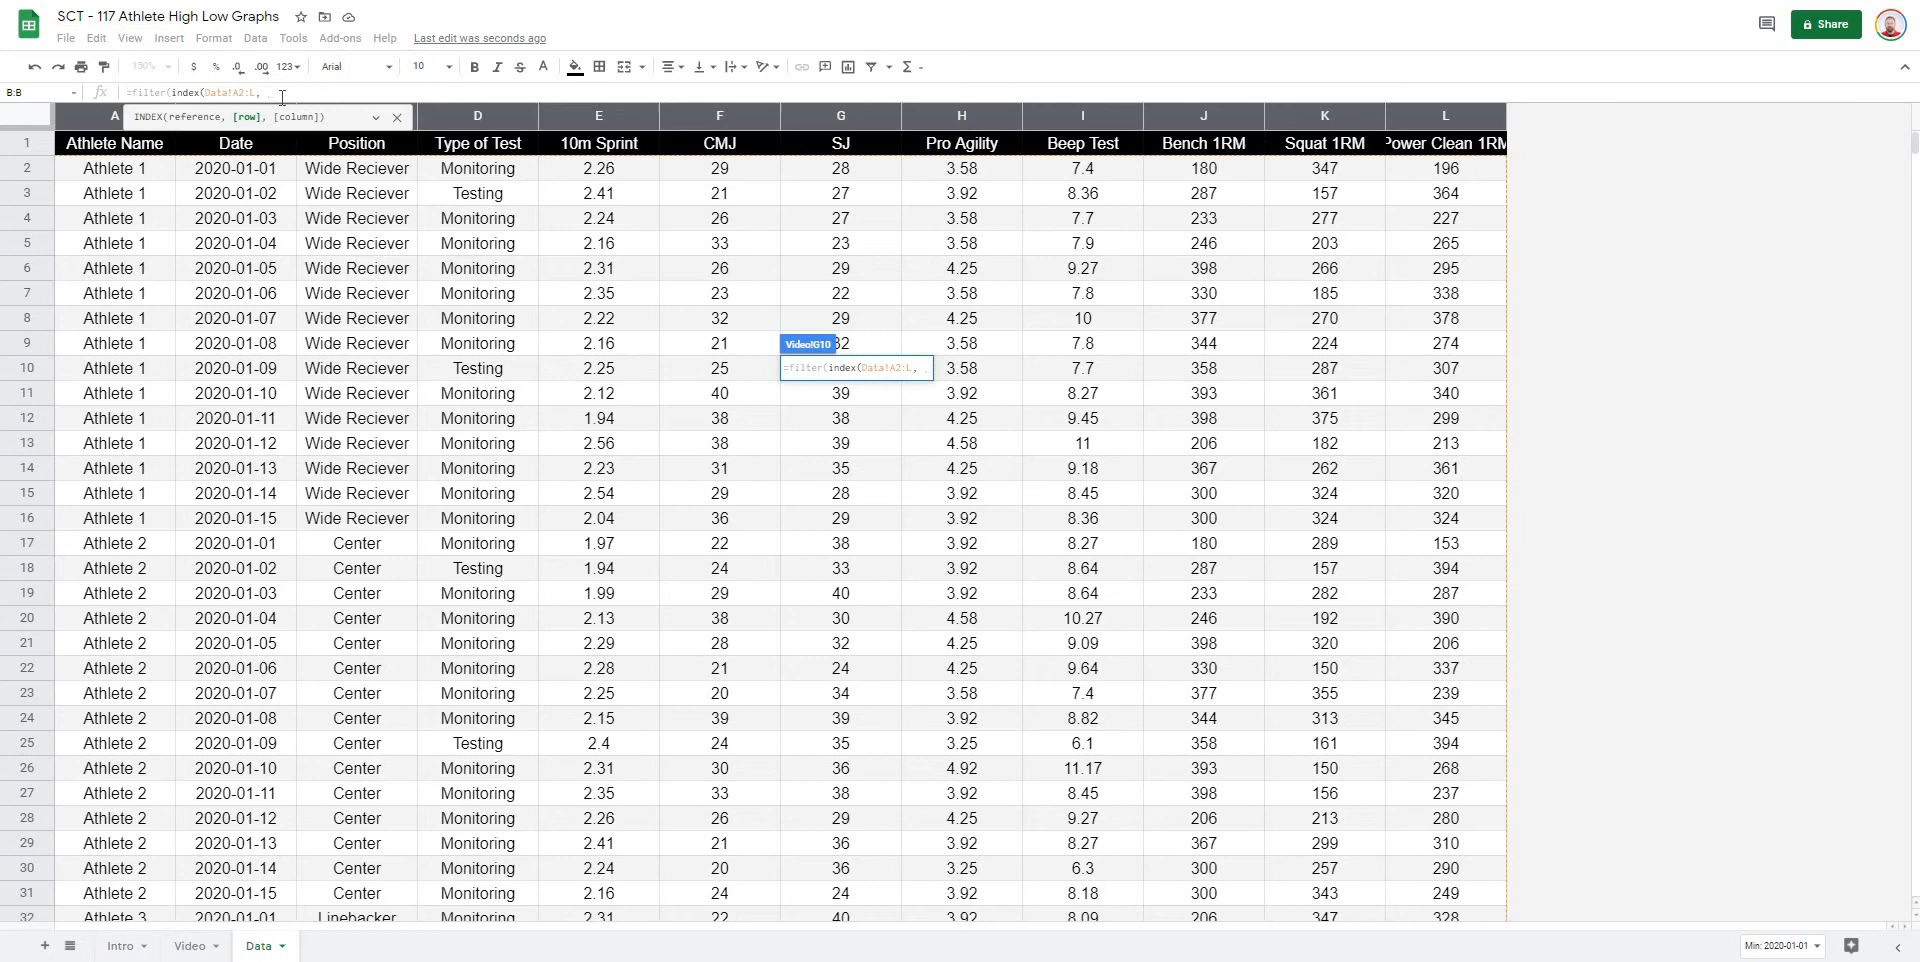 SCT - 117 Athlete High Low Graphs
File Edit View Insert Format Data Tools Add-ons Help Last edit was seconds ago
Share
150% $ % .0 .00 123 Arial 10 B I S A
B:B fx =filter(index(Data!A2:L, ,
INDEX(reference, [row], [column])
A D E F G H I J K L
1 Athlete Name Date Position Type of Test 10m Sprint CMJ SJ Pro Agility Beep Test Bench 1RM Squat 1RM Power Clean 1RM
2 Athlete 1 2020-01-01 Wide Reciever Monitoring 2.26 29 28 3.58 7.4 180 347 196
3 Athlete 1 2020-01-02 Wide Reciever Testing 2.41 21 27 3.92 8.36 287 157 364
4 Athlete 1 2020-01-03 Wide Reciever Monitoring 2.24 26 27 3.58 7.7 233 277 227
5 Athlete 1 2020-01-04 Wide Reciever Monitoring 2.16 33 23 3.58 7.9 246 203 265
6 Athlete 1 2020-01-05 Wide Reciever Monitoring 2.31 26 29 4.25 9.27 398 266 295
7 Athlete 1 2020-01-06 Wide Reciever Monitoring 2.35 23 22 3.58 7.8 330 185 338
8 Athlete 1 2020-01-07 Wide Reciever Monitoring 2.22 32 29 4.25 10 377 270 378
9 Athlete 1 2020-01-08 Wide Reciever Monitoring 2.16 21 Video!G10 32 3.58 7.8 344 224 274
10 Athlete 1 2020-01-09 Wide Reciever Testing 2.25 25 =filter(index(Data!A2:L, , 3.58 7.7 358 287 307
11 Athlete 1 2020-01-10 Wide Reciever Monitoring 2.12 40 39 3.92 8.27 393 361 340
12 Athlete 1 2020-01-11 Wide Reciever Monitoring 1.94 38 38 4.25 9.45 398 375 299
13 Athlete 1 2020-01-12 Wide Reciever Monitoring 2.56 38 39 4.58 11 206 182 213
14 Athlete 1 2020-01-13 Wide Reciever Monitoring 2.23 31 35 4.25 9.18 367 262 361
15 Athlete 1 2020-01-14 Wide Reciever Monitoring 2.54 29 28 3.92 8.45 300 324 320
16 Athlete 1 2020-01-15 Wide Reciever Monitoring 2.04 36 29 3.92 8.36 300 324 324
17 Athlete 2 2020-01-01 Center Monitoring 1.97 22 38 3.92 8.27 180 289 153
18 Athlete 2 2020-01-02 Center Testing 1.94 24 33 3.92 8.64 287 157 394
19 Athlete 2 2020-01-03 Center Monitoring 1.99 29 40 3.92 8.64 233 282 287
20 Athlete 2 2020-01-04 Center Monitoring 2.13 38 30 4.58 10.27 246 192 390
21 Athlete 2 2020-01-05 Center Monitoring 2.29 28 32 4.25 9.09 398 320 206
22 Athlete 2 2020-01-06 Center Monitoring 2.28 21 24 4.25 9.64 330 150 337
23 Athlete 2 2020-01-07 Center Monitoring 2.25 20 34 3.58 7.4 377 355 239
24 Athlete 2 2020-01-08 Center Monitoring 2.15 39 39 3.92 8.82 344 313 345
25 Athlete 2 2020-01-09 Center Testing 2.4 24 35 3.25 6.1 358 161 394
26 Athlete 2 2020-01-10 Center Monitoring 2.31 30 36 4.92 11.17 393 150 268
27 Athlete 2 2020-01-11 Center Monitoring 2.35 33 38 3.92 8.45 398 156 237
28 Athlete 2 2020-01-12 Center Monitoring 2.26 26 29 4.25 9.27 206 213 280
29 Athlete 2 2020-01-13 Center Monitoring 2.41 21 36 3.92 8.27 367 299 310
30 Athlete 2 2020-01-14 Center Monitoring 2.24 20 36 3.25 6.3 300 257 290
31 Athlete 2 2020-01-15 Center Monitoring 2.16 24 24 3.92 8.18 300 343 249
32 Athlete 3 2020-01-01 Linebacker Monitoring 2.31 22 40 3.92 8.09 206 347 328
Intro Video Data Min: 2020-01-01